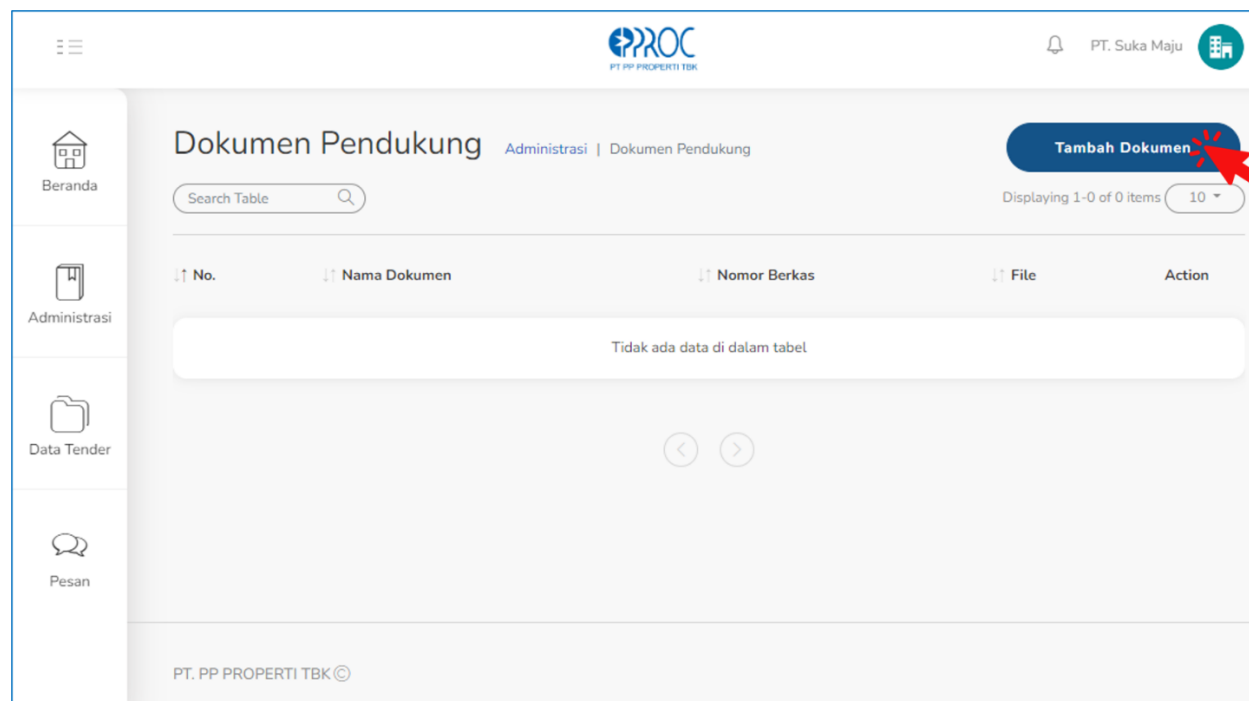 EPPROC
PT PP PROPERTI TBK
PT. Suka Maju
Beranda
Administrasi
Data Tender
Pesan
Dokumen Pendukung Administrasi | Dokumen Pendukung
Tambah Dokumen
Search Table
Displaying 1-0 of 0 items 10
No. Nama Dokumen Nomor Berkas File Action
Tidak ada data di dalam tabel
PT. PP PROPERTI TBK ©